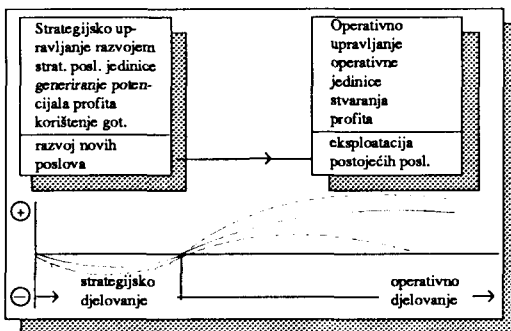 Strategijsko up-
ravljanje razvojem
strat. posl. jedinice
generiranje poten-
cijala profita
korištenje got.
razvoj novih
poslova
Operativno
upravljanje
operativne
jedinice
stvaranja
profita
eksploatacija
postojećih posl.
+
−
strategijsko
djelovanje
operativno
djelovanje